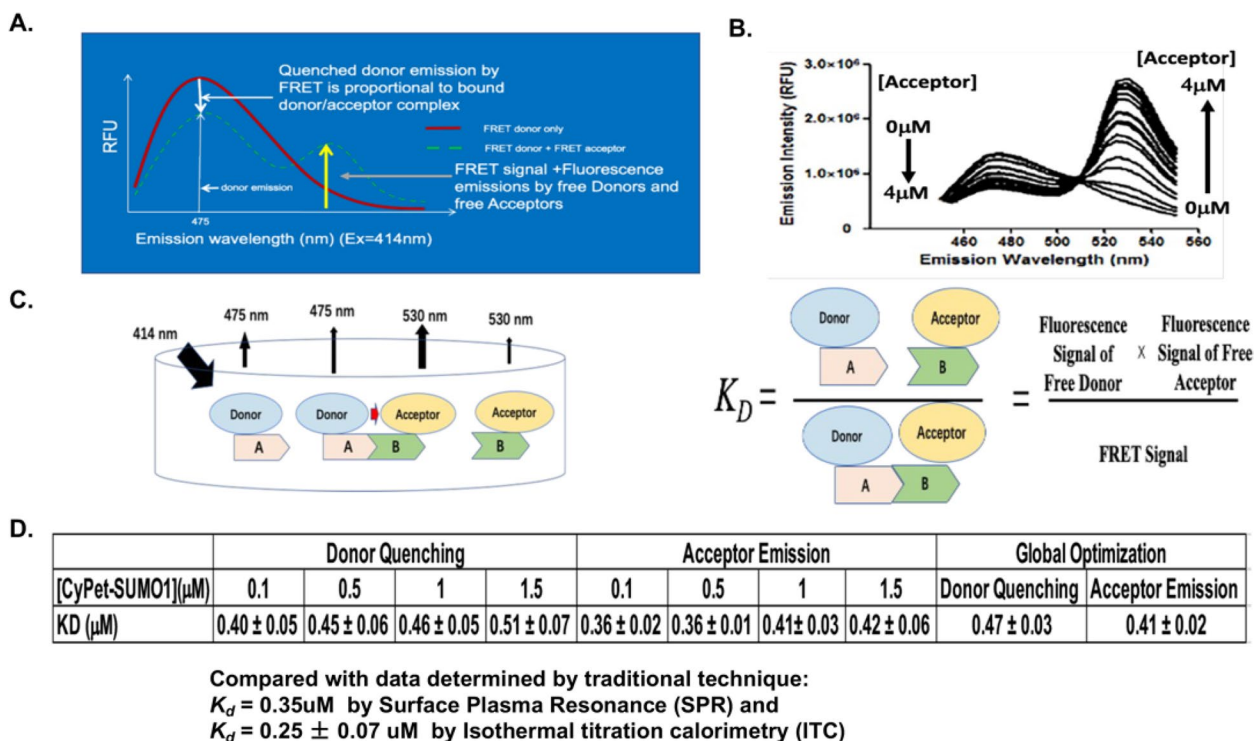 A.
Quenched donor emission by
FRET is proportional to bound
donor/acceptor complex
RFU
FRET donor only
FRET donor + FRET acceptor
FRET signal +Fluorescence
emissions by free Donors and
free Acceptors
donor emission
475
Emission wavelength (nm) (Ex=414nm)
B.
[Acceptor]
[Acceptor]
3.0×10⁶
2.0×10⁶
1.0×10⁶
0
Emission Intensity (RFU)
0μM
4μM
4μM
0μM
460 480 500 520 540 560
Emission Wavelength (nm)
C.
414 nm
475 nm
475 nm
530 nm
530 nm
Donor
Donor
Acceptor
Acceptor
A
A
B
B
K_D =
Donor
Acceptor
A
B
Donor
Acceptor
A
B
=
Fluorescence Fluorescence
Signal of x Signal of Free
Free Donor Acceptor
FRET Signal
D.
Donor Quenching Acceptor Emission Global Optimization
[CyPet-SUMO1](μM) 0.1 0.5 1 1.5 0.1 0.5 1 1.5 Donor Quenching Acceptor Emission
KD (μM) 0.40 ± 0.05 0.45 ± 0.06 0.46 ± 0.05 0.51 ± 0.07 0.36 ± 0.02 0.36 ± 0.01 0.41± 0.03 0.42 ± 0.06 0.47 ± 0.03 0.41 ± 0.02
Compared with data determined by traditional technique:
K_d = 0.35uM by Surface Plasma Resonance (SPR) and
K_d = 0.25 ± 0.07 uM by Isothermal titration calorimetry (ITC)